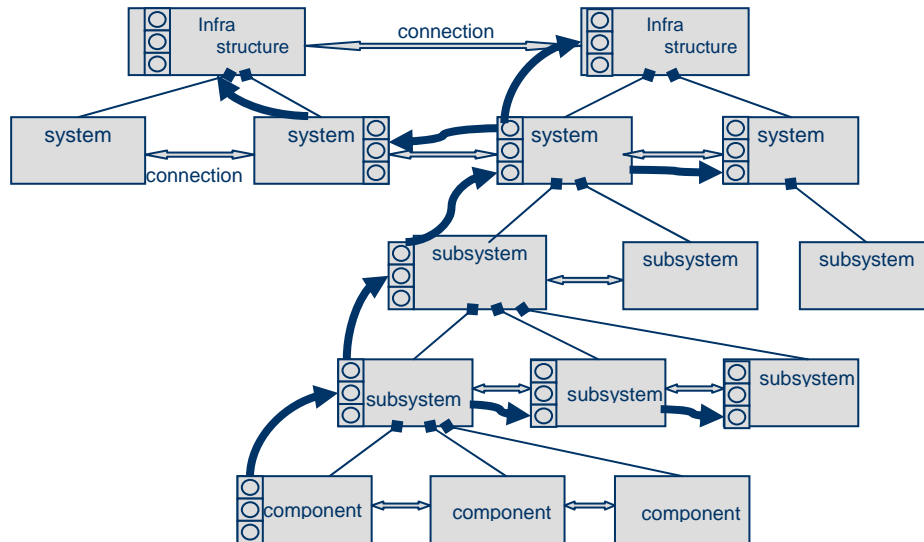 Infra
structure
connection
Infra
structure
system
system
system
system
connection
subsystem
subsystem
subsystem
subsystem
subsystem
subsystem
component
component
component